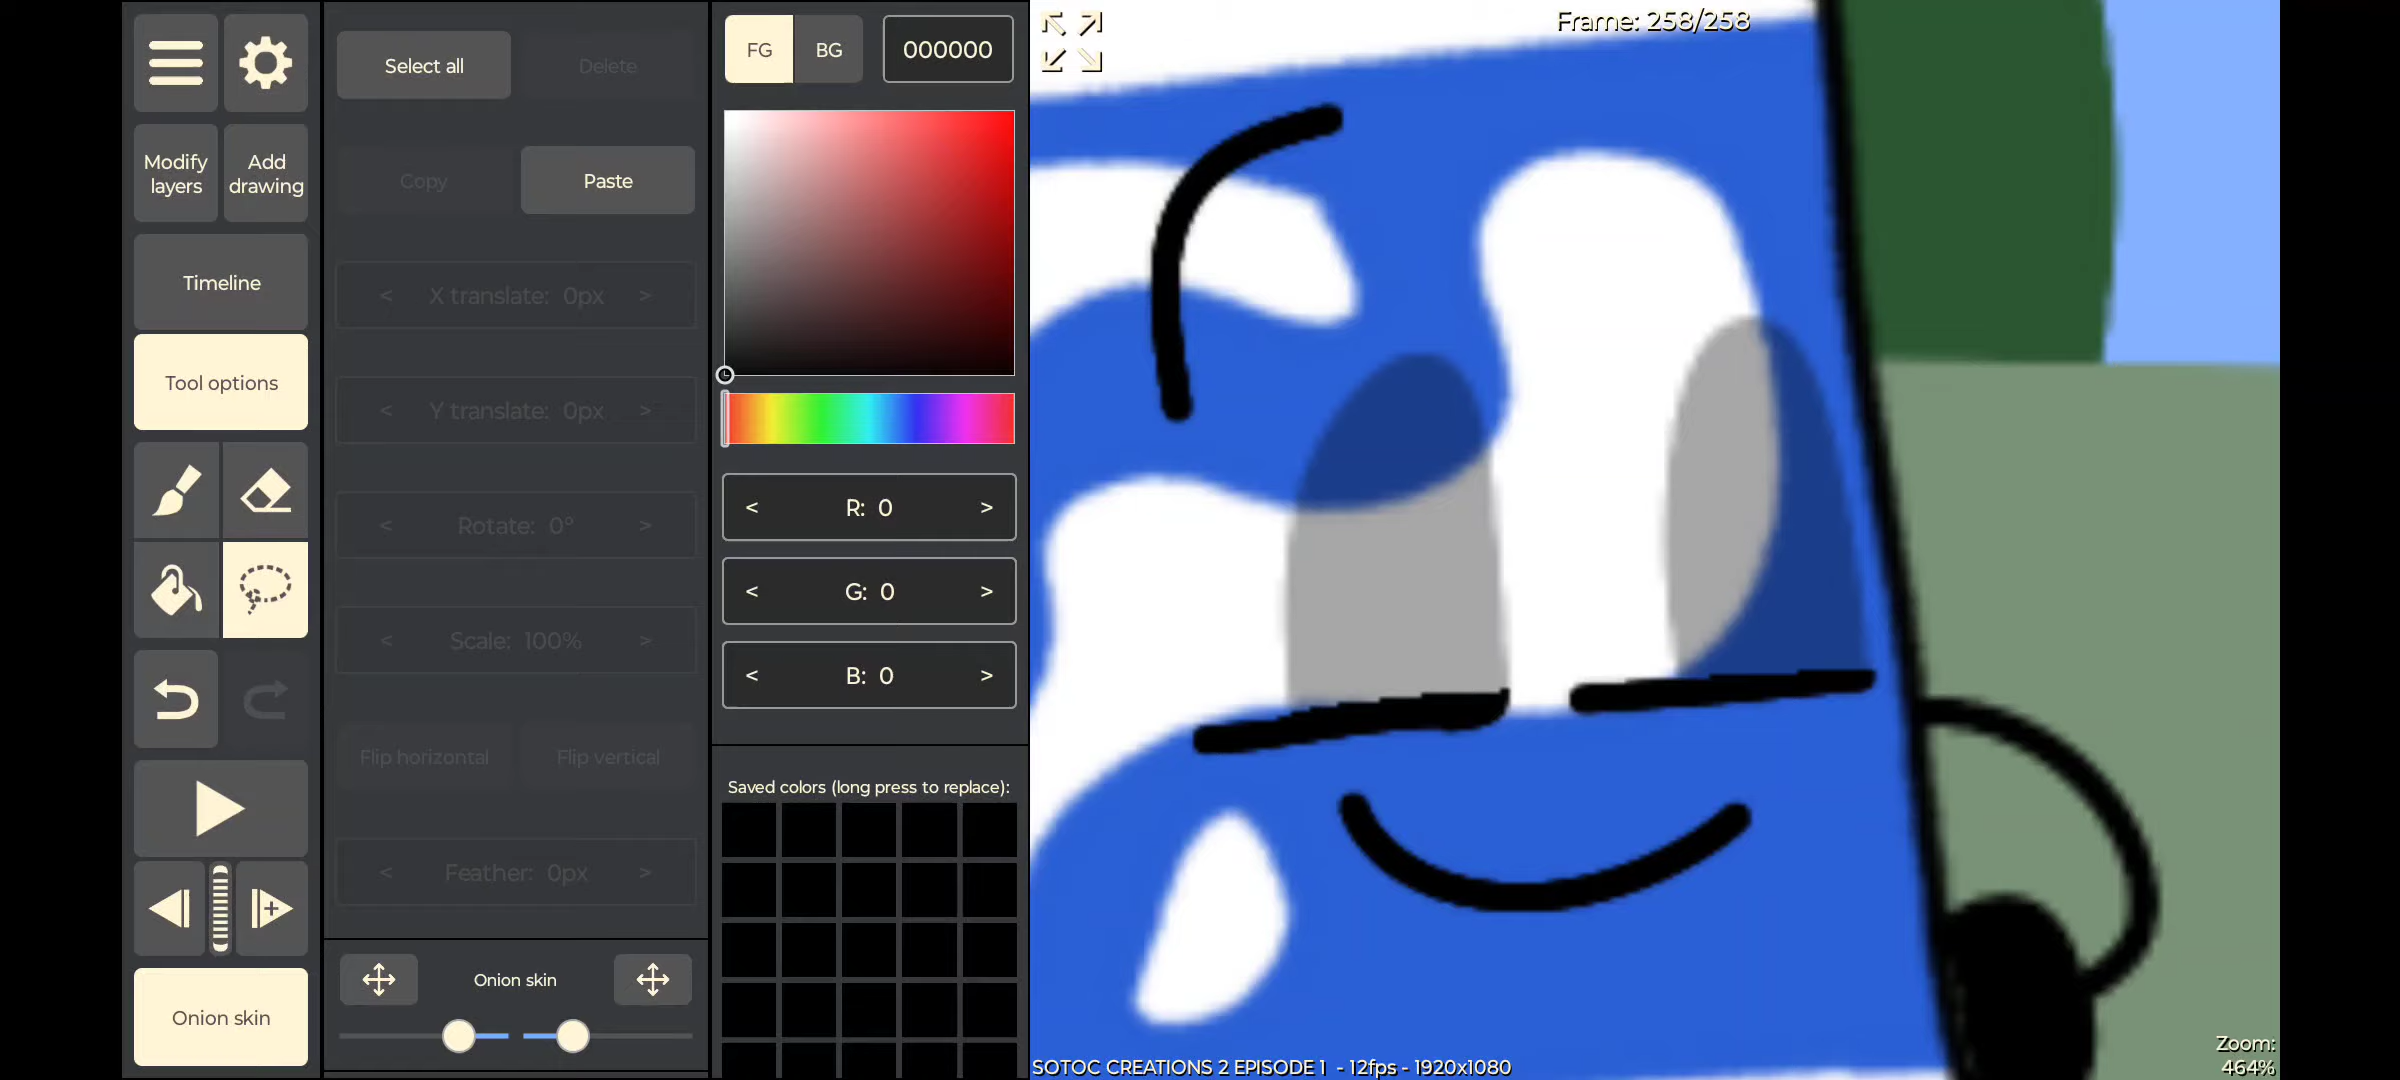 Modify layers
Add drawing
Timeline
Tool options
Onion skin
Select all
Delete
Copy
Paste
< X translate: 0px >
< Y translate: 0px >
< Rotate: 0° >
< Scale: 100% >
Flip horizontal
Flip vertical
< Feather: 0px >
Onion skin
FG
BG
000000
< R: 0 >
< G: 0 >
< B: 0 >
Saved colors (long press to replace):
Frame: 258/258
SOTOC CREATIONS 2 EPISODE 1 - 12fps - 1920x1080
Zoom:
464%